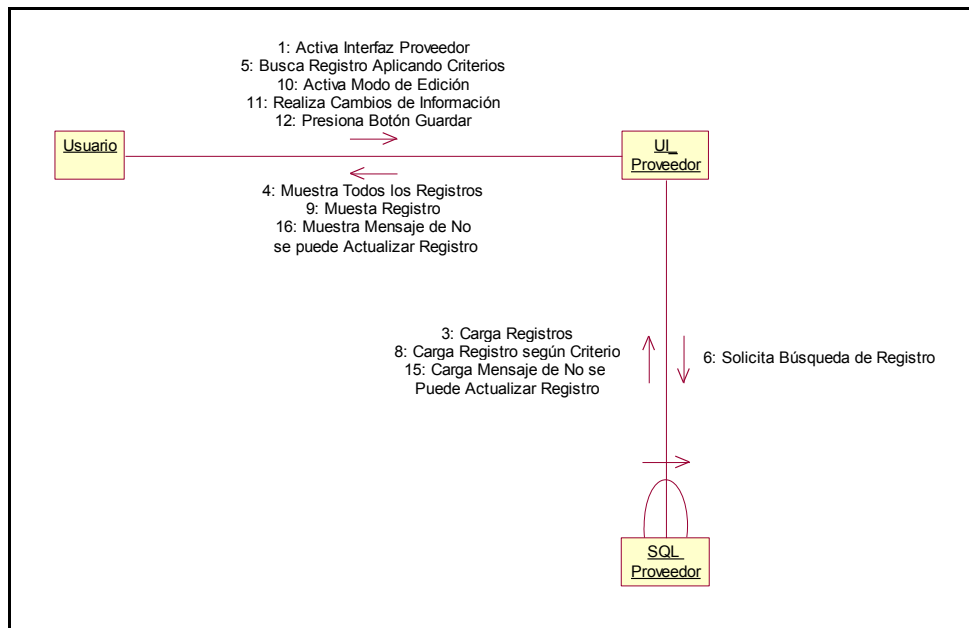 1: Activa Interfaz Proveedor
5: Busca Registro Aplicando Criterios
10: Activa Modo de Edición
11: Realiza Cambios de Información
12: Presiona Botón Guardar
Usuario
UI_
Proveedor
4: Muestra Todos los Registros
9: Muesta Registro
16: Muestra Mensaje de No
se puede Actualizar Registro
3: Carga Registros
8: Carga Registro según Criterio
15: Carga Mensaje de No se
Puede Actualizar Registro
6: Solicita Búsqueda de Registro
SQL_
Proveedor